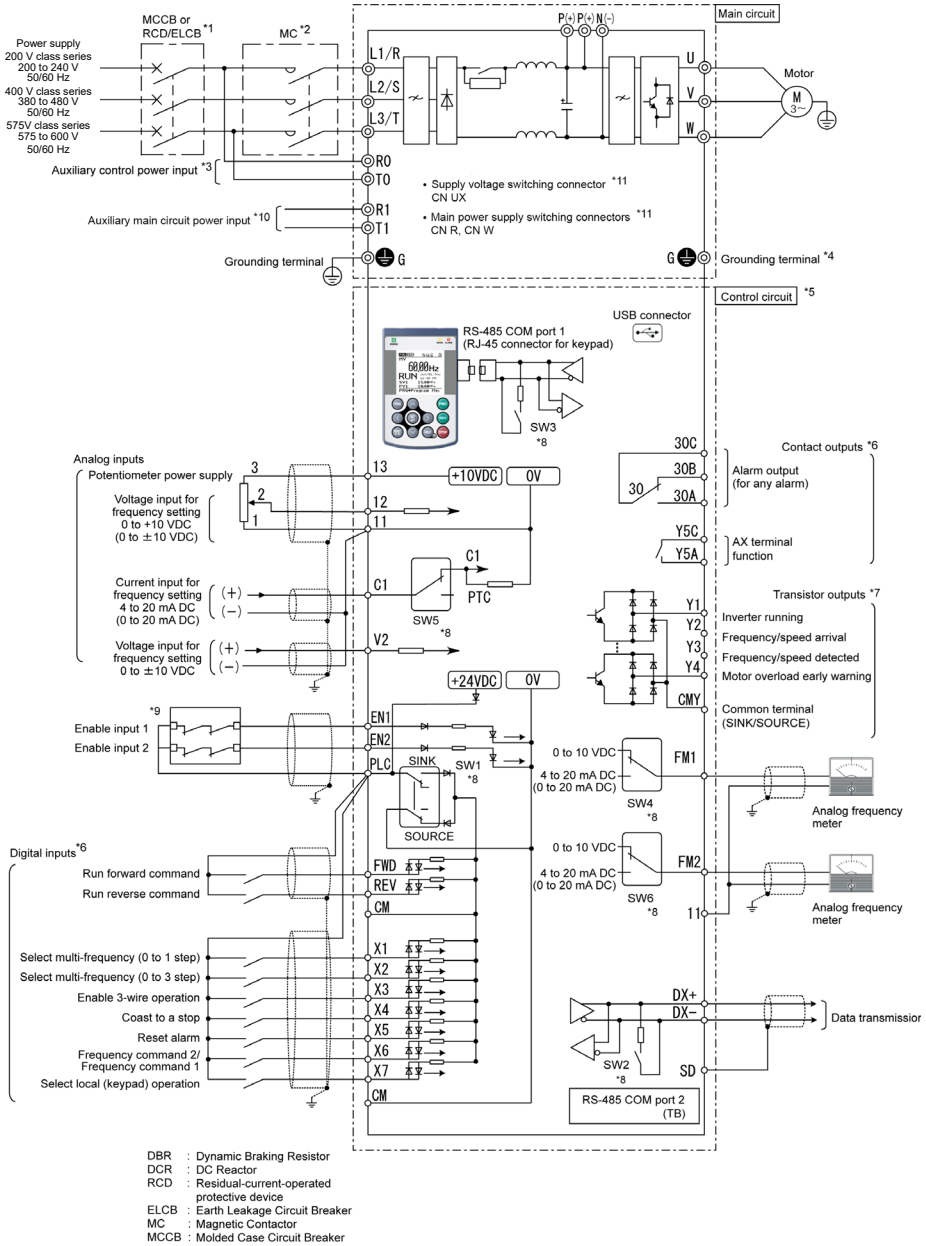 MCCB or
RCD/ELCB *1
MC *2
Power supply
200 V class series
200 to 240 V
50/60 Hz
400 V class series
380 to 480 V
50/60 Hz
575V class series
575 to 600 V
50/60 Hz
L1/R
L2/S
L3/T
P(+) P(+) N(-)
Main circuit
U
V
W
Motor
M
3~
Auxiliary control power input *3
R0
T0
Auxiliary main circuit power input *10
R1
T1
• Supply voltage switching connector *11
CN UX
• Main power supply switching connectors *11
CN R, CN W
Grounding terminal
G
G
Grounding terminal *4
Control circuit *5
USB connector
RS-485 COM port 1
(RJ-45 connector for keypad)
60.00Hz
RUN
SW3
*8
Analog inputs
Potentiometer power supply
3
2
1
Voltage input for
frequency setting
0 to +10 VDC
(0 to ±10 VDC)
13
12
11
+10VDC
0V
Current input for
frequency setting
4 to 20 mA DC
(0 to 20 mA DC)
(+)
(−)
C1
C1
PTC
SW5
*8
Voltage input for
frequency setting
0 to ±10 VDC
(+)
(−)
V2
+24VDC
0V
*9
Enable input 1
Enable input 2
EN1
EN2
PLC
SINK
SW1
*8
SOURCE
Digital inputs*6
Run forward command
Run reverse command
FWD
REV
CM
Select multi-frequency (0 to 1 step)
Select multi-frequency (0 to 3 step)
Enable 3-wire operation
Coast to a stop
Reset alarm
Frequency command 2/
Frequency command 1
Select local (keypad) operation
X1
X2
X3
X4
X5
X6
X7
CM
30C
30B
30
30A
Contact outputs *6
Alarm output
(for any alarm)
Y5C
Y5A
AX terminal
function
Transistor outputs *7
Y1
Inverter running
Y2
Frequency/speed arrival
Y3
Frequency/speed detected
Y4
Motor overload early warning
CMY
Common terminal
(SINK/SOURCE)
0 to 10 VDC
4 to 20 mA DC
(0 to 20 mA DC)
SW4
*8
FM1
Analog frequency
meter
0 to 10 VDC
4 to 20 mA DC
(0 to 20 mA DC)
SW6
*8
FM2
11
Analog frequency
meter
DX+
DX−
Data transmissior
SW2
*8
SD
RS-485 COM port 2
(TB)
DBR : Dynamic Braking Resistor
DCR : DC Reactor
RCD : Residual-current-operated
protective device
ELCB : Earth Leakage Circuit Breaker
MC : Magnetic Contactor
MCCB : Molded Case Circuit Breaker